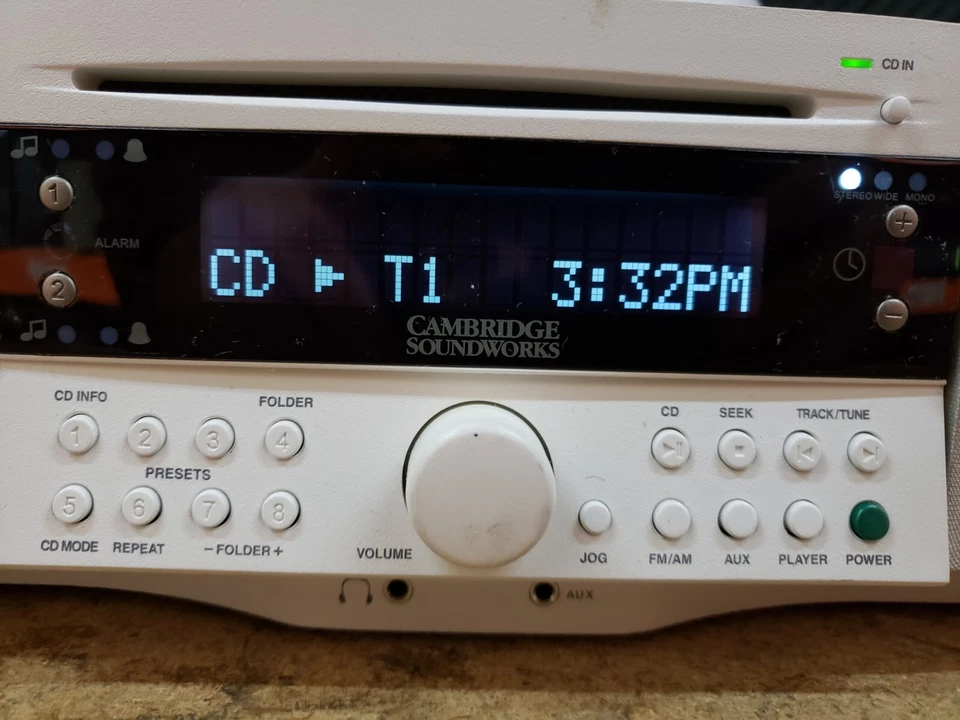 CD IN
STEREO WIDE MONO
1
+
ALARM
2
−
CD ▶ T1 3:32PM
CAMBRIDGE
SOUNDWORKS
CD INFO FOLDER
1 2 3 4
PRESETS
5 6 7 8
CD MODE REPEAT − FOLDER +
VOLUME
CD SEEK TRACK/TUNE
JOG FM/AM AUX PLAYER POWER
AUX